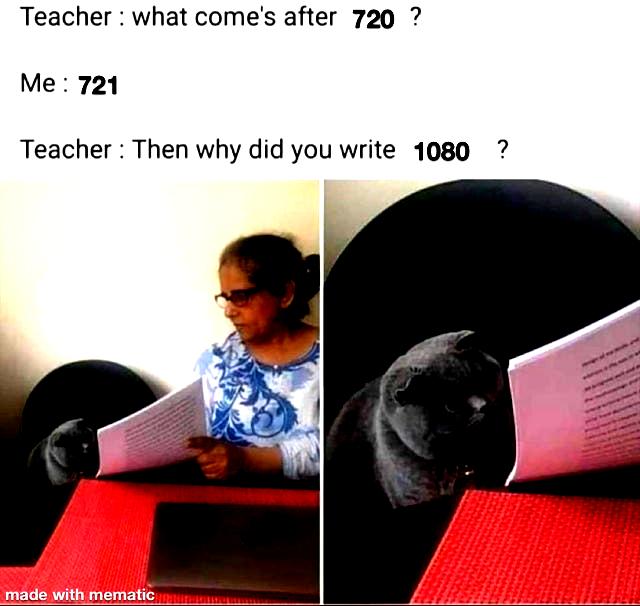 Teacher : what come's after 720 ?
Me : 721
Teacher : Then why did you write 1080 ?
made with mematic